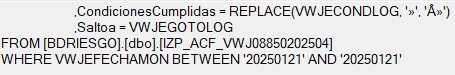 ,CondicionesCumplidas = REPLACE(VWJECONDLOG, '»', 'Â»')
,Saltoa = VWJEGOTOLOG
FROM [BDRIESGO].[dbo].[IZP_ACF_VWJ08850202504]
WHERE VWJEFECHAMON BETWEEN '20250121' AND '20250121'